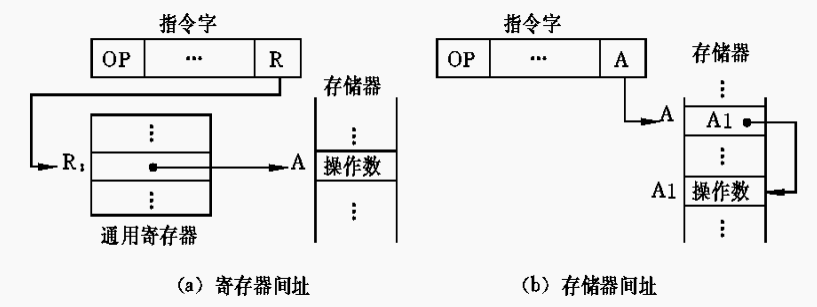 指令字
OP ⋯ R
存储器
R:
A 操作数
通用寄存器
(a) 寄存器间址
指令字
OP ⋯ A
存储器
A A1
A1 操作数
(b) 存储器间址